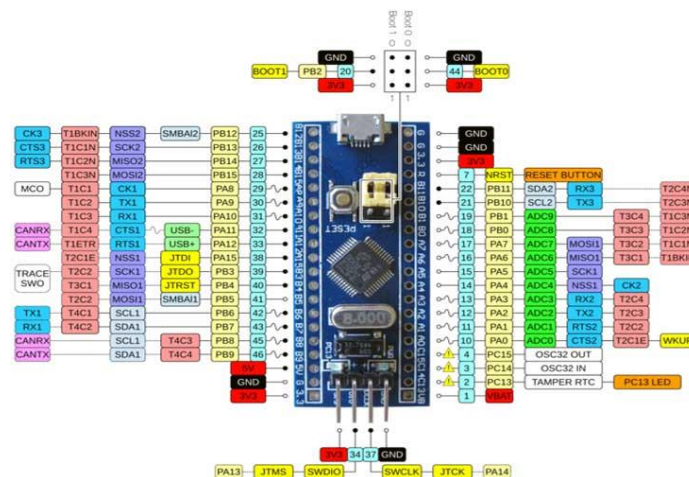 Boot 1 Boot 0
GND GND
BOOT1 PB2 20 44 BOOT0
3V3 3V3
CK3 T1BKIN NSS2 SMBAI2 PB12 25
CTS3 T1C1N SCK2 PB13 26
RTS3 T1C2N MISO2 PB14 27
T1C3N MOSI2 PB15 28
MCO T1C1 CK1 PA8 29
T1C2 TX1 PA9 30
T1C3 RX1 PA10 31
CANRX T1C4 CTS1 USB- PA11 32
CANTX T1ETR RTS1 USB+ PA12 33
T2C1E NSS1 JTDI PA15 38
TRACE SWO T2C2 SCK1 JTDO PB3 39
T3C1 MISO1 JTRST PB4 40
T2C2 MOSI1 SMBAI1 PB5 41
TX1 T4C1 SCL1 PB6 42
RX1 T4C2 SDA1 PB7 43
CANRX SCL1 T4C3 PB8 45
CANTX SDA1 T4C4 PB9 46
5V
GND
3V3
RESET
8-000
PC13
GND
GND
3V3
7 NRST RESET BUTTON
22 PB11 SDA2 RX3
21 PB10 SCL2 TX3
19 PB1 ADC9 T3C4
18 PB0 ADC8 T3C3
17 PA7 ADC7 MOSI1 T3C2
16 PA6 ADC6 MISO1 T3C1
15 PA5 ADC5 SCK1
14 PA4 ADC4 NSS1 CK2
13 PA3 ADC3 RX2 T2C4
12 PA2 ADC2 TX2 T2C3
11 PA1 ADC1 RTS2 T2C2
10 PA0 ADC0 CTS2 T2C1E WKUP
4 PC15 OSC32 OUT
3 PC14 OSC32 IN
2 PC13 TAMPER RTC PC13 LED
1 VBAT
3V3 34 37 GND
PA13 JTMS SWDIO SWCLK JTCK PA14